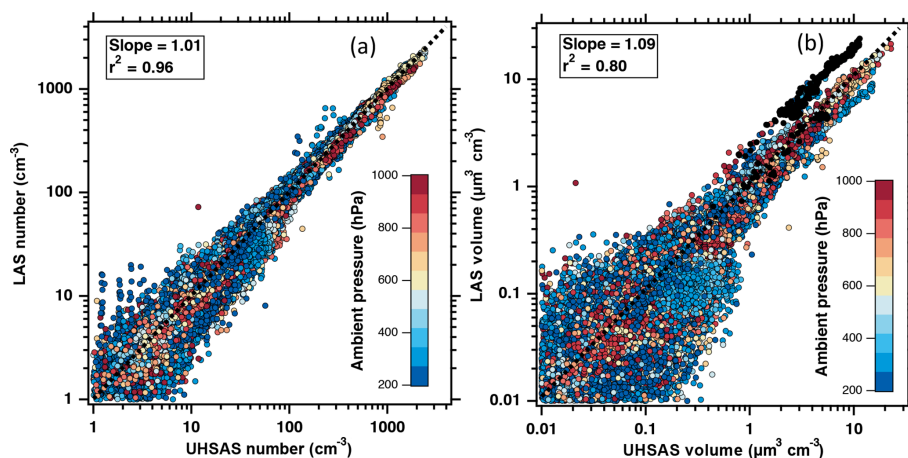 Slope = 1.01
r² = 0.96
(a)
LAS number (cm⁻³)
1000
100
10
1
1
10
100
1000
UHSAS number (cm⁻³)
Ambient pressure (hPa)
1000
800
600
400
200
Slope = 1.09
r² = 0.80
(b)
LAS volume (µm³ cm⁻³)
10
1
0.1
0.01
0.01
0.1
1
10
UHSAS volume (µm³ cm⁻³)
Ambient pressure (hPa)
1000
800
600
400
200